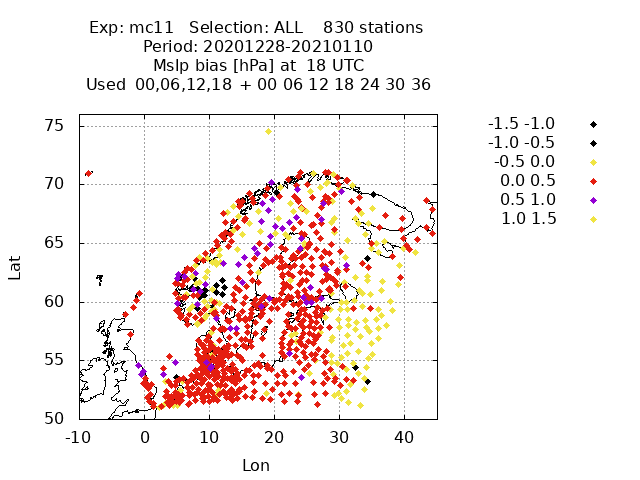 Exp: mc11 Selection: ALL 830 stations
Period: 20201228-20210110
Mslp bias [hPa] at 18 UTC
Used 00,06,12,18 + 00 06 12 18 24 30 36
-1.5 -1.0
-1.0 -0.5
-0.5 0.0
0.0 0.5
0.5 1.0
1.0 1.5
75
70
65
60
55
50
Lat
-10 0 10 20 30 40
Lon